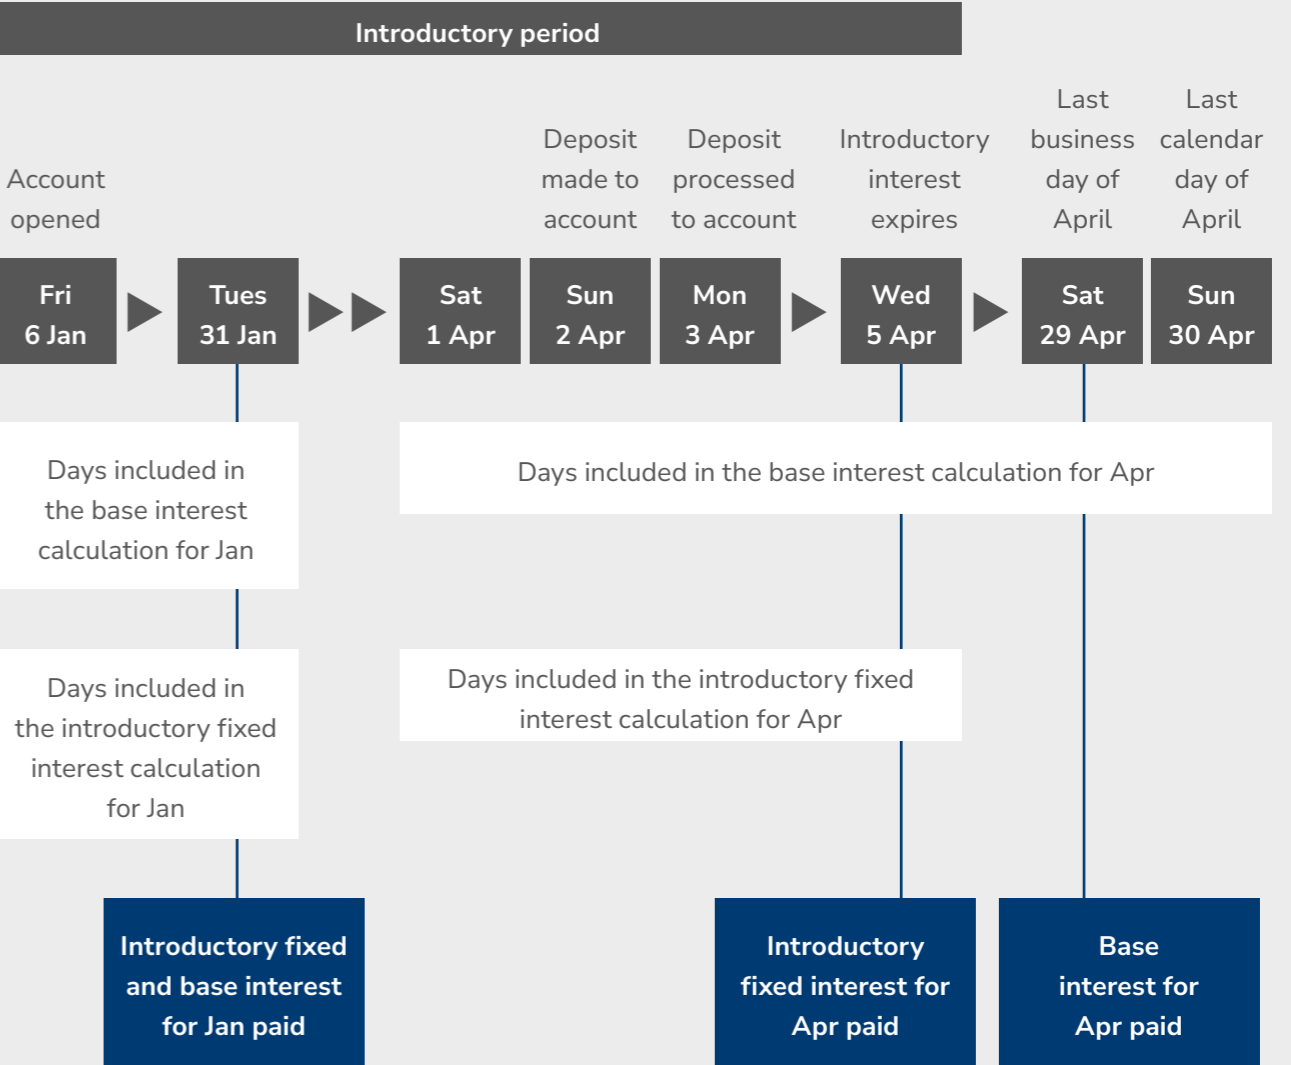 Introductory period
Account
opened
Deposit
made to
account
Deposit
processed
to account
Introductory
interest
expires
Last
business
day of
April
Last
calendar
day of
April
Fri
6 Jan
Tues
31 Jan
Sat
1 Apr
Sun
2 Apr
Mon
3 Apr
Wed
5 Apr
Sat
29 Apr
Sun
30 Apr
Days included in
the base interest
calculation for Jan
Days included in the base interest calculation for Apr
Days included in
the introductory fixed
interest calculation
for Jan
Days included in the introductory fixed
interest calculation for Apr
Introductory fixed
and base interest
for Jan paid
Introductory
fixed interest for
Apr paid
Base
interest for
Apr paid